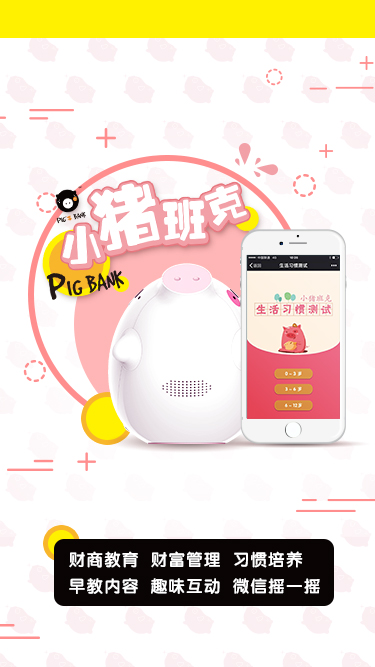 PIG BANK
小猪班克
PIG BANK
生活习惯测试
小猪班克
生活习惯测试
0 - 3 岁
3 - 6 岁
6 - 12岁
财商教育 财富管理 习惯培养
早教内容 趣味互动 微信摇一摇